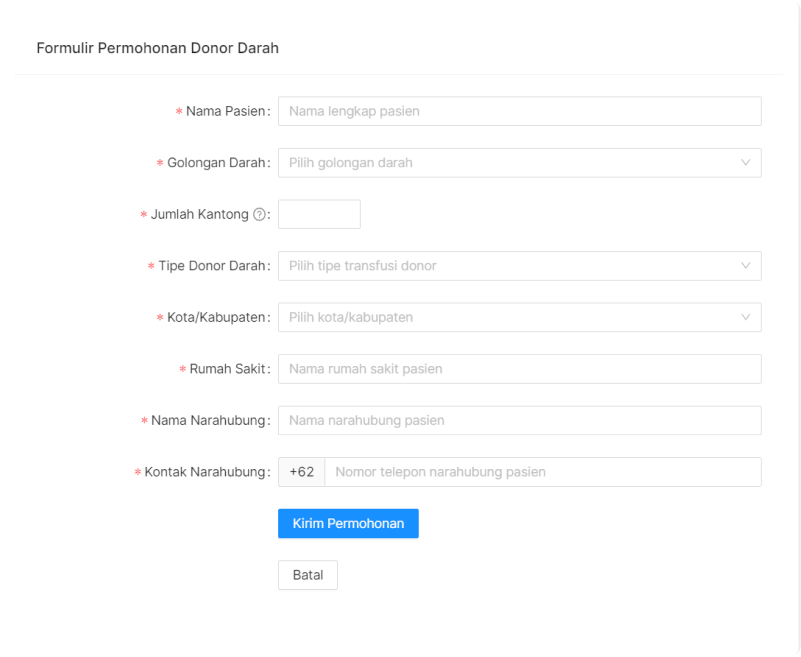 Formulir Permohonan Donor Darah
* Nama Pasien: Nama lengkap pasien
* Golongan Darah: Pilih golongan darah
* Jumlah Kantong ?:
* Tipe Donor Darah: Pilih tipe transfusi donor
* Kota/Kabupaten: Pilih kota/kabupaten
* Rumah Sakit: Nama rumah sakit pasien
* Nama Narahubung: Nama narahubung pasien
* Kontak Narahubung: +62 Nomor telepon narahubung pasien
Kirim Permohonan
Batal